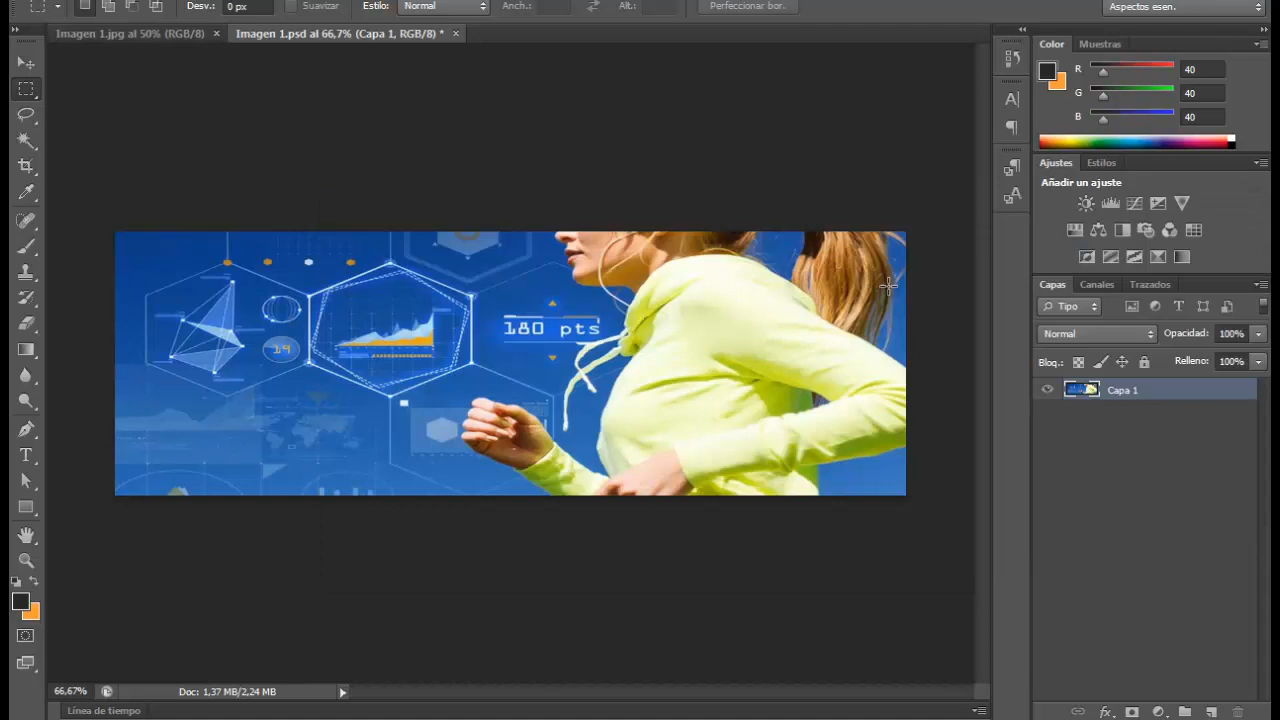 Desv.: 0 px Suavizar Estilo: Normal Anch.: Alt.: Perfeccionar bor. Aspectos esen.
Imagen 1.jpg al 50% (RGB/8) × Imagen 1.psd al 66,7% (Capa 1, RGB/8) * ×
Color Muestras
R 40
G 40
B 40
Ajustes Estilos
Añadir un ajuste
Capas Canales Trazados
Tipo
Normal Opacidad: 100%
Bloq.: Relleno: 100%
Capa 1
180 pts
19
66,67% Doc: 1,37 MB/2,24 MB
Línea de tiempo